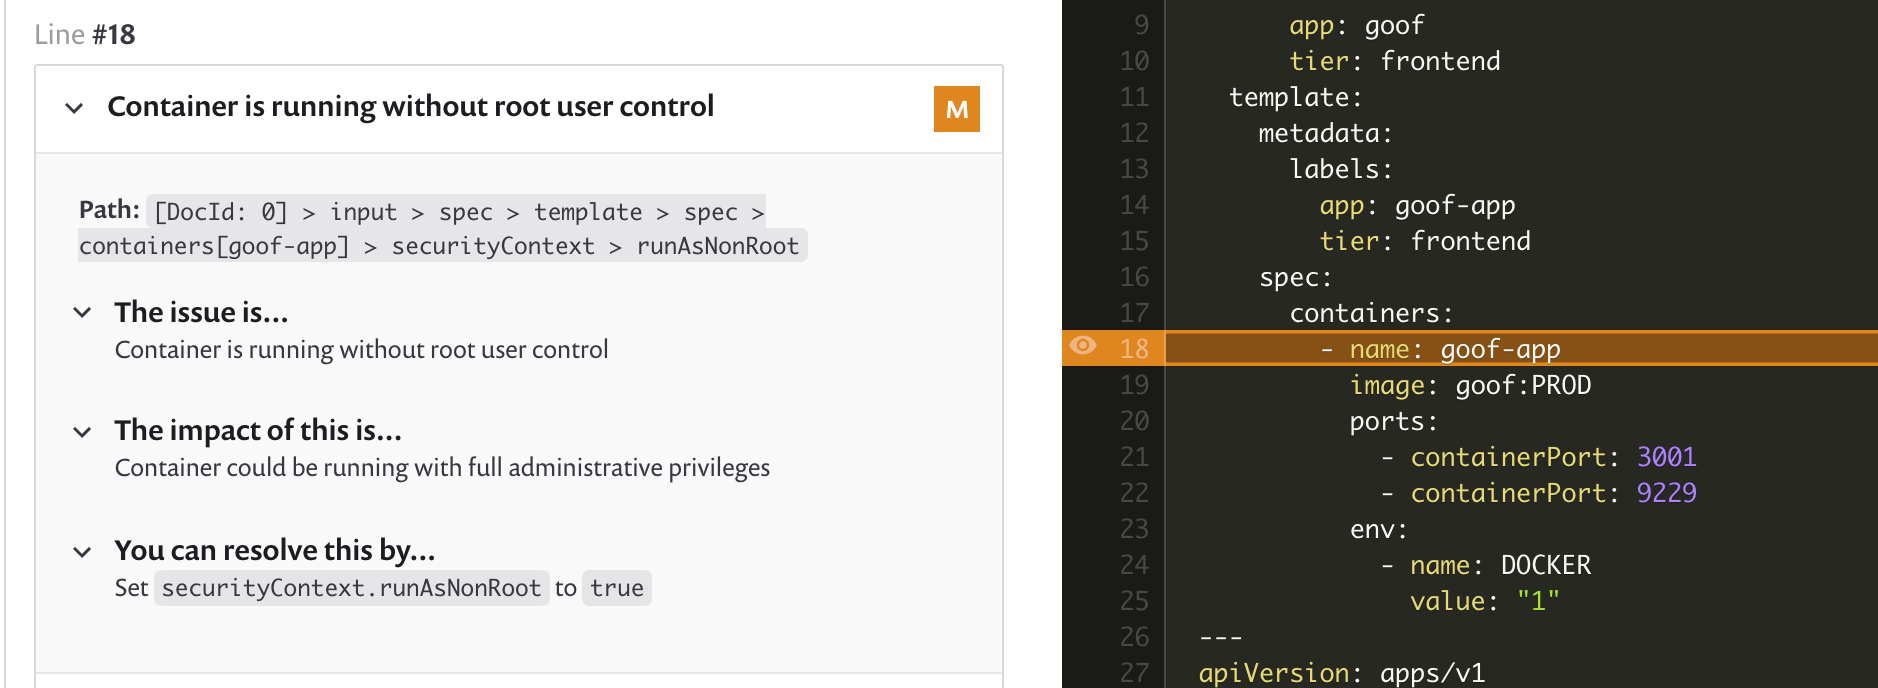 Line #18
Container is running without root user control
M
Path: [DocId: 0] > input > spec > template > spec >
containers[goof-app] > securityContext > runAsNonRoot
The issue is...
Container is running without root user control
The impact of this is...
Container could be running with full administrative privileges
You can resolve this by...
Set securityContext.runAsNonRoot to true
9 app: goof
10 tier: frontend
11 template:
12 metadata:
13 labels:
14 app: goof-app
15 tier: frontend
16 spec:
17 containers:
18 - name: goof-app
19 image: goof:PROD
20 ports:
21 - containerPort: 3001
22 - containerPort: 9229
23 env:
24 - name: DOCKER
25 value: "1"
26 ---
27 apiVersion: apps/v1